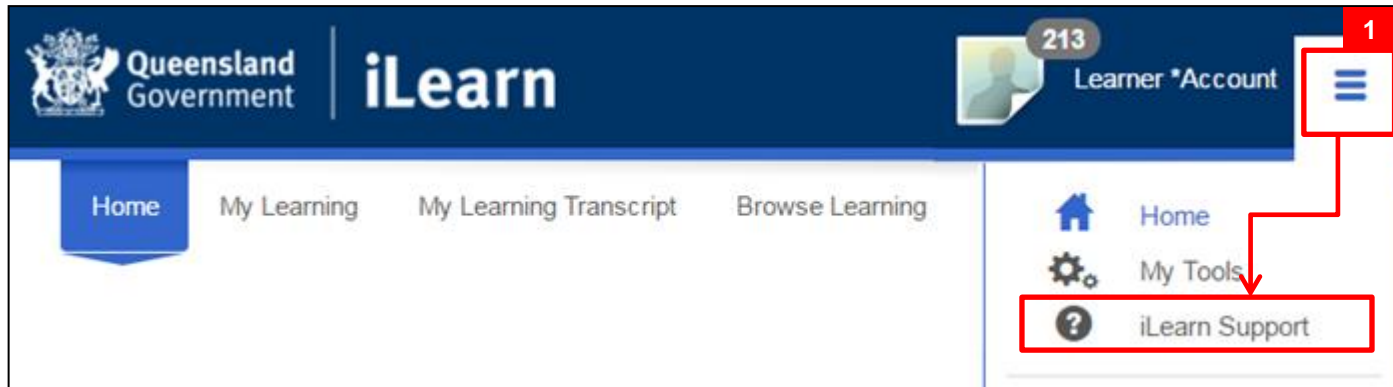 Queensland
Government
iLearn
213
Learner *Account
1
Home
My Learning
My Learning Transcript
Browse Learning
Home
My Tools
iLearn Support